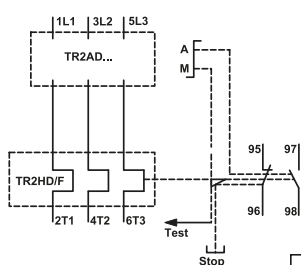 1L1 3L2 5L3
TR2AD...
A
M
95 97
TR2HD/F
2T1 4T2 6T3
96 98
Test
Stop